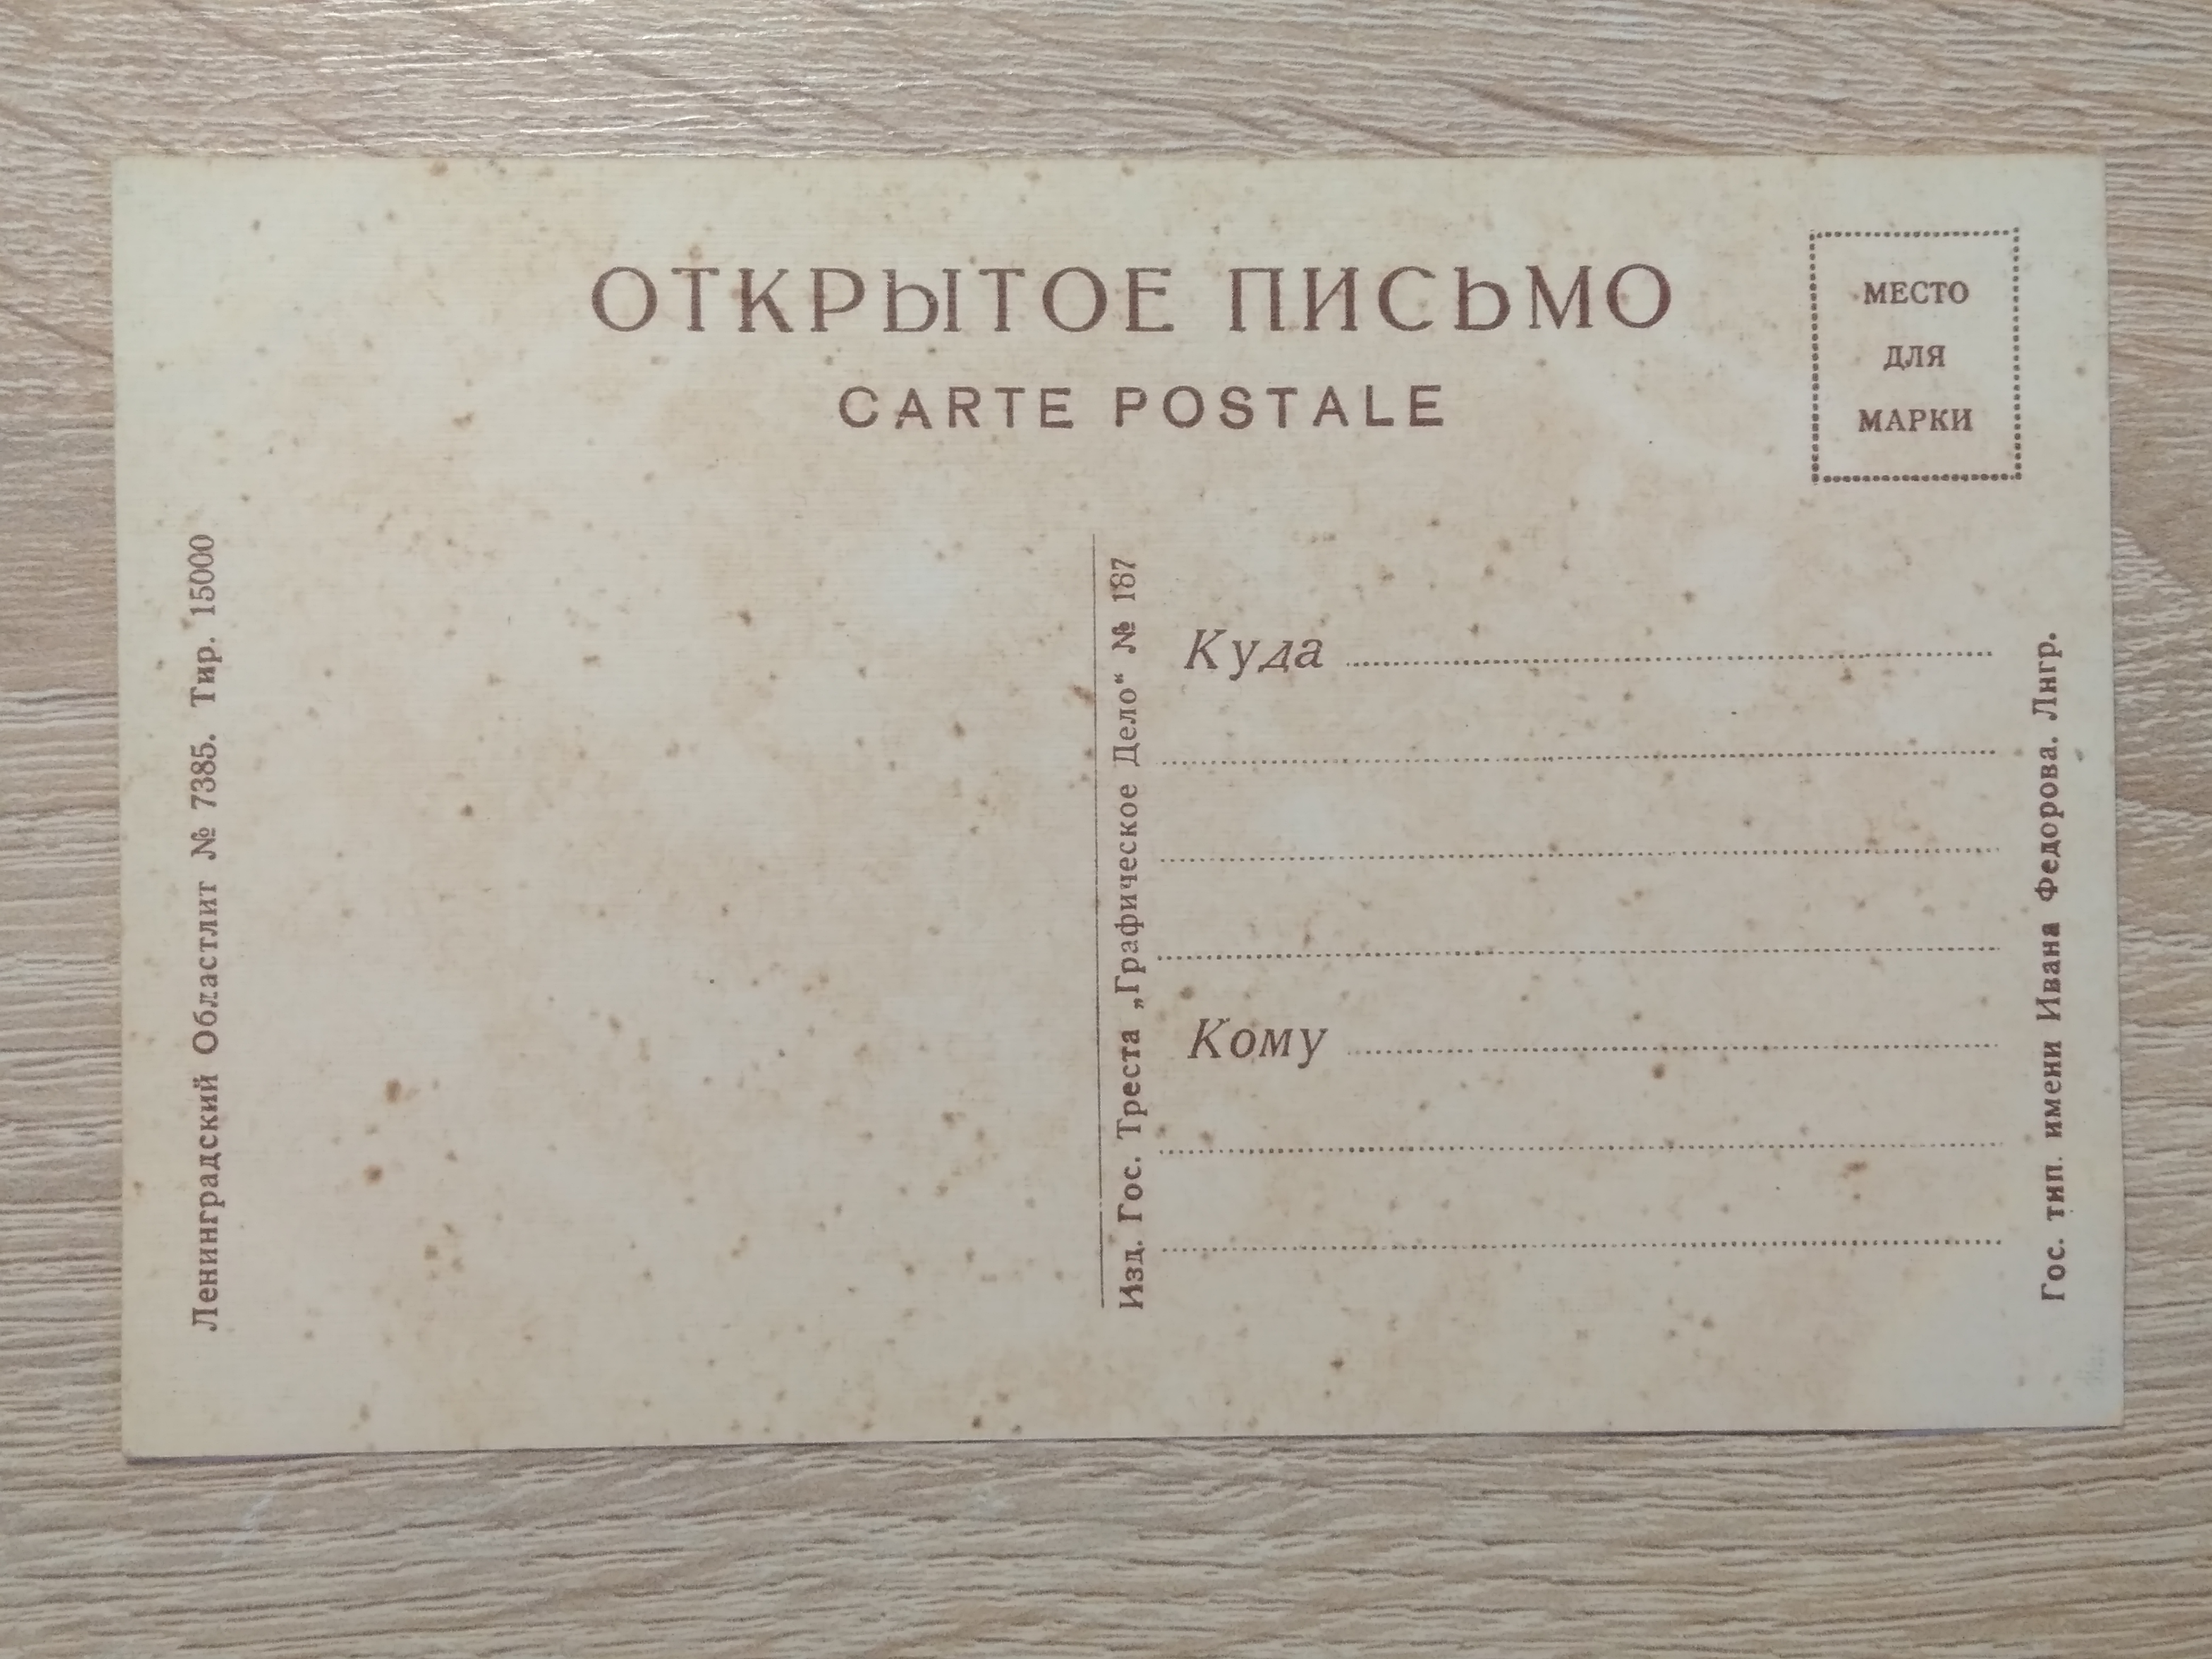 ОТКРЫТОЕ ПИСЬМО
CARTE POSTALE
МЕСТО
ДЛЯ
МАРКИ
Ленинградский Областлит № 7385. Тир. 15000
Изд. Гос. Треста „Графическое Дело“ № 187
Куда
Кому
Гос. тип. имени Ивана Федорова. Лнгр.